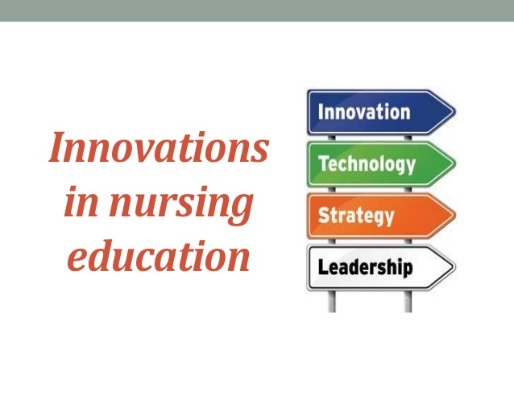 Innovations
in nursing
education
Innovation
Technology
Strategy
Leadership